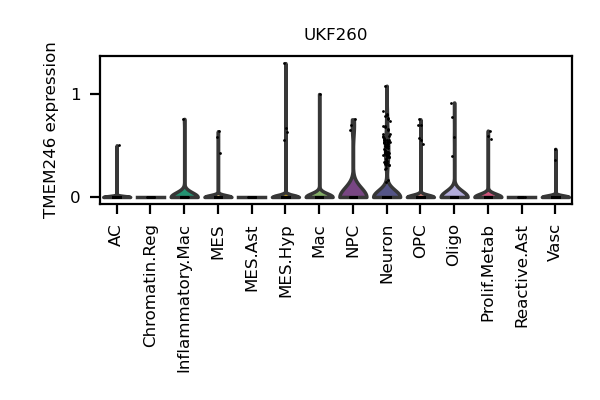 UKF260
TMEM246 expression
1
0
AC
Chromatin.Reg
Inflammatory.Mac
MES
MES.Ast
MES.Hyp
Mac
NPC
Neuron
OPC
Oligo
Prolif.Metab
Reactive.Ast
Vasc